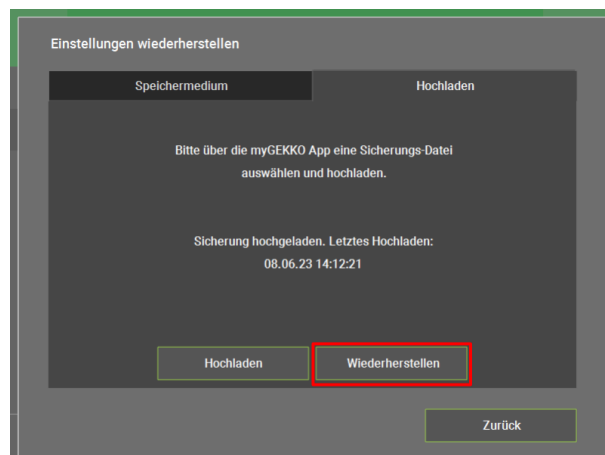 Einstellungen wiederherstellen
Speichermedium
Hochladen
Bitte über die myGEKKO App eine Sicherungs-Datei
auswählen und hochladen.
Sicherung hochgeladen. Letztes Hochladen:
08.06.23 14:12:21
Hochladen
Wiederherstellen
Zurück